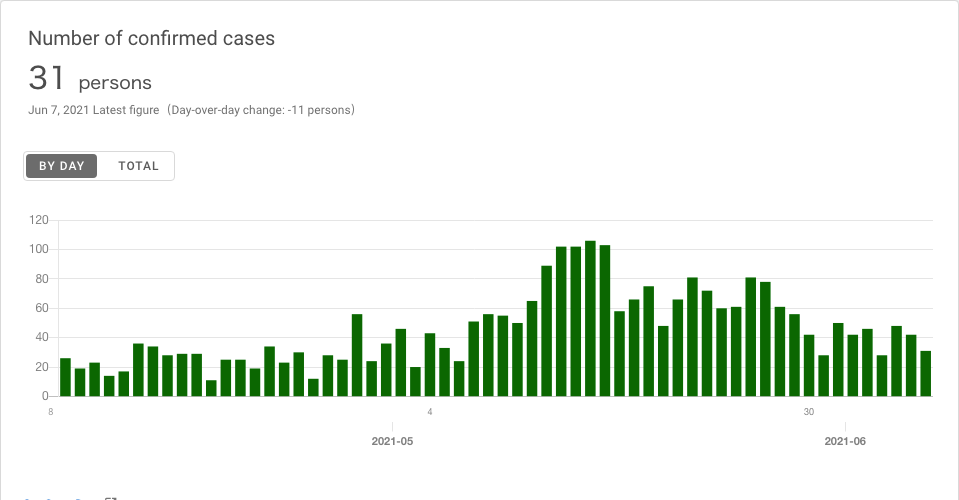 Number of confirmed cases
31 persons
Jun 7, 2021 Latest figure (Day-over-day change: -11 persons)
BY DAY TOTAL
120
100
80
60
40
20
0
8 4 30
2021-05 2021-06